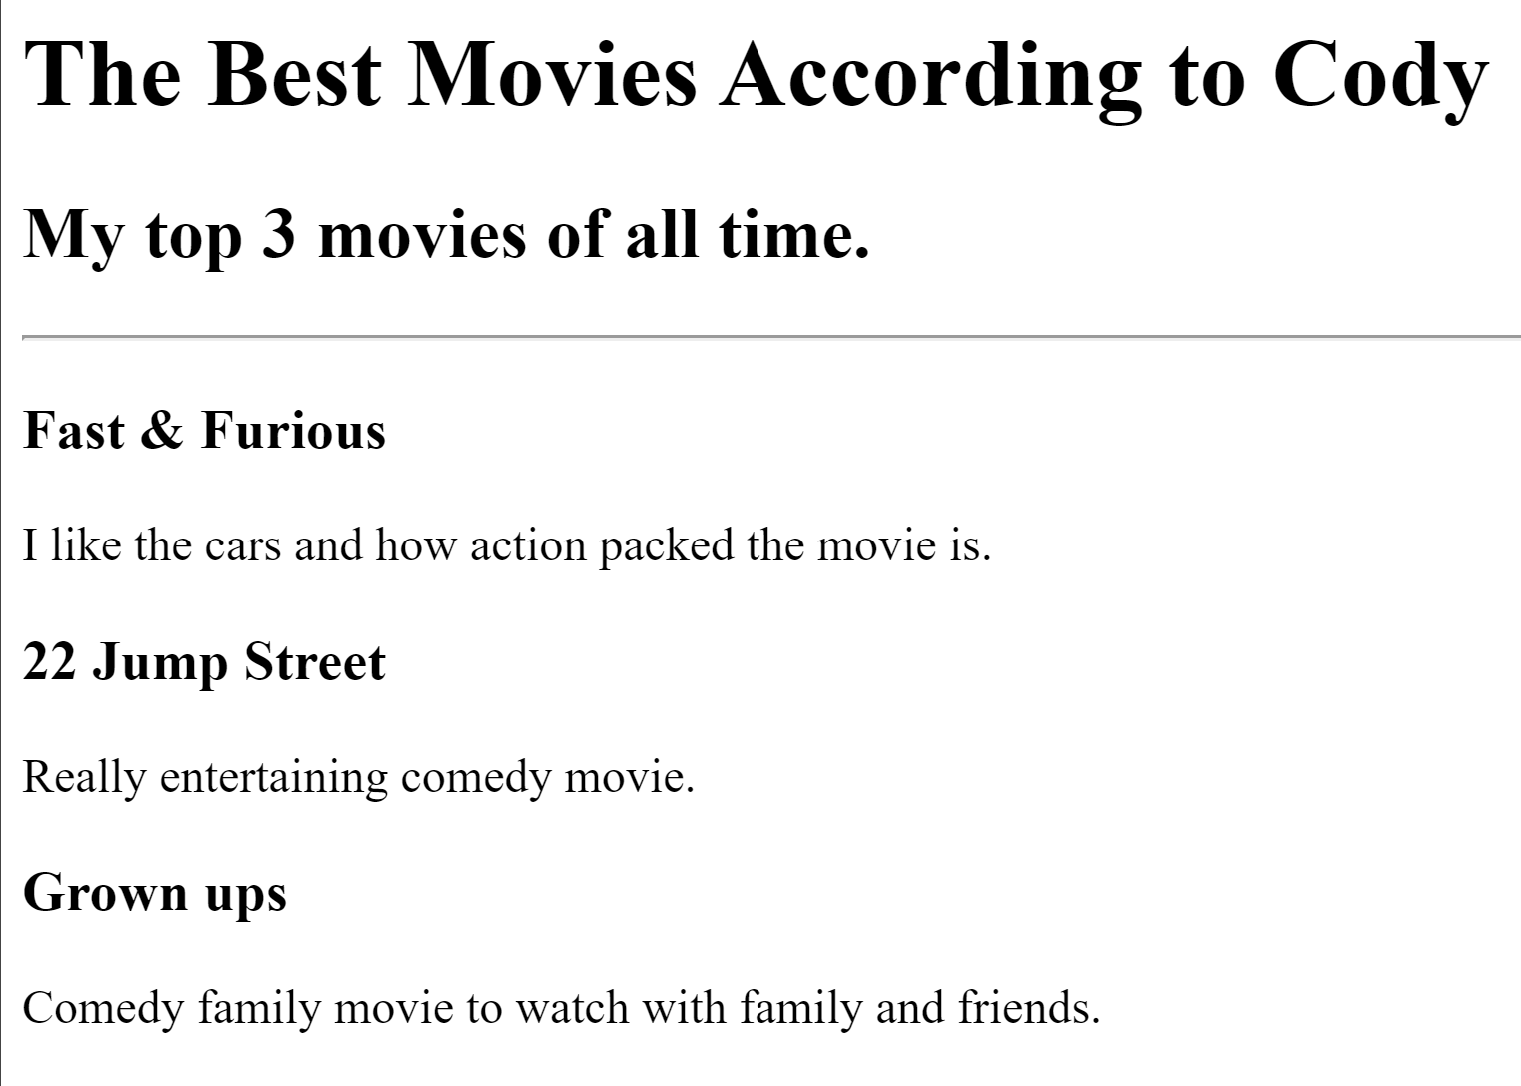 The Best Movies According to Cody
My top 3 movies of all time.
Fast & Furious
I like the cars and how action packed the movie is.
22 Jump Street
Really entertaining comedy movie.
Grown ups
Comedy family movie to watch with family and friends.